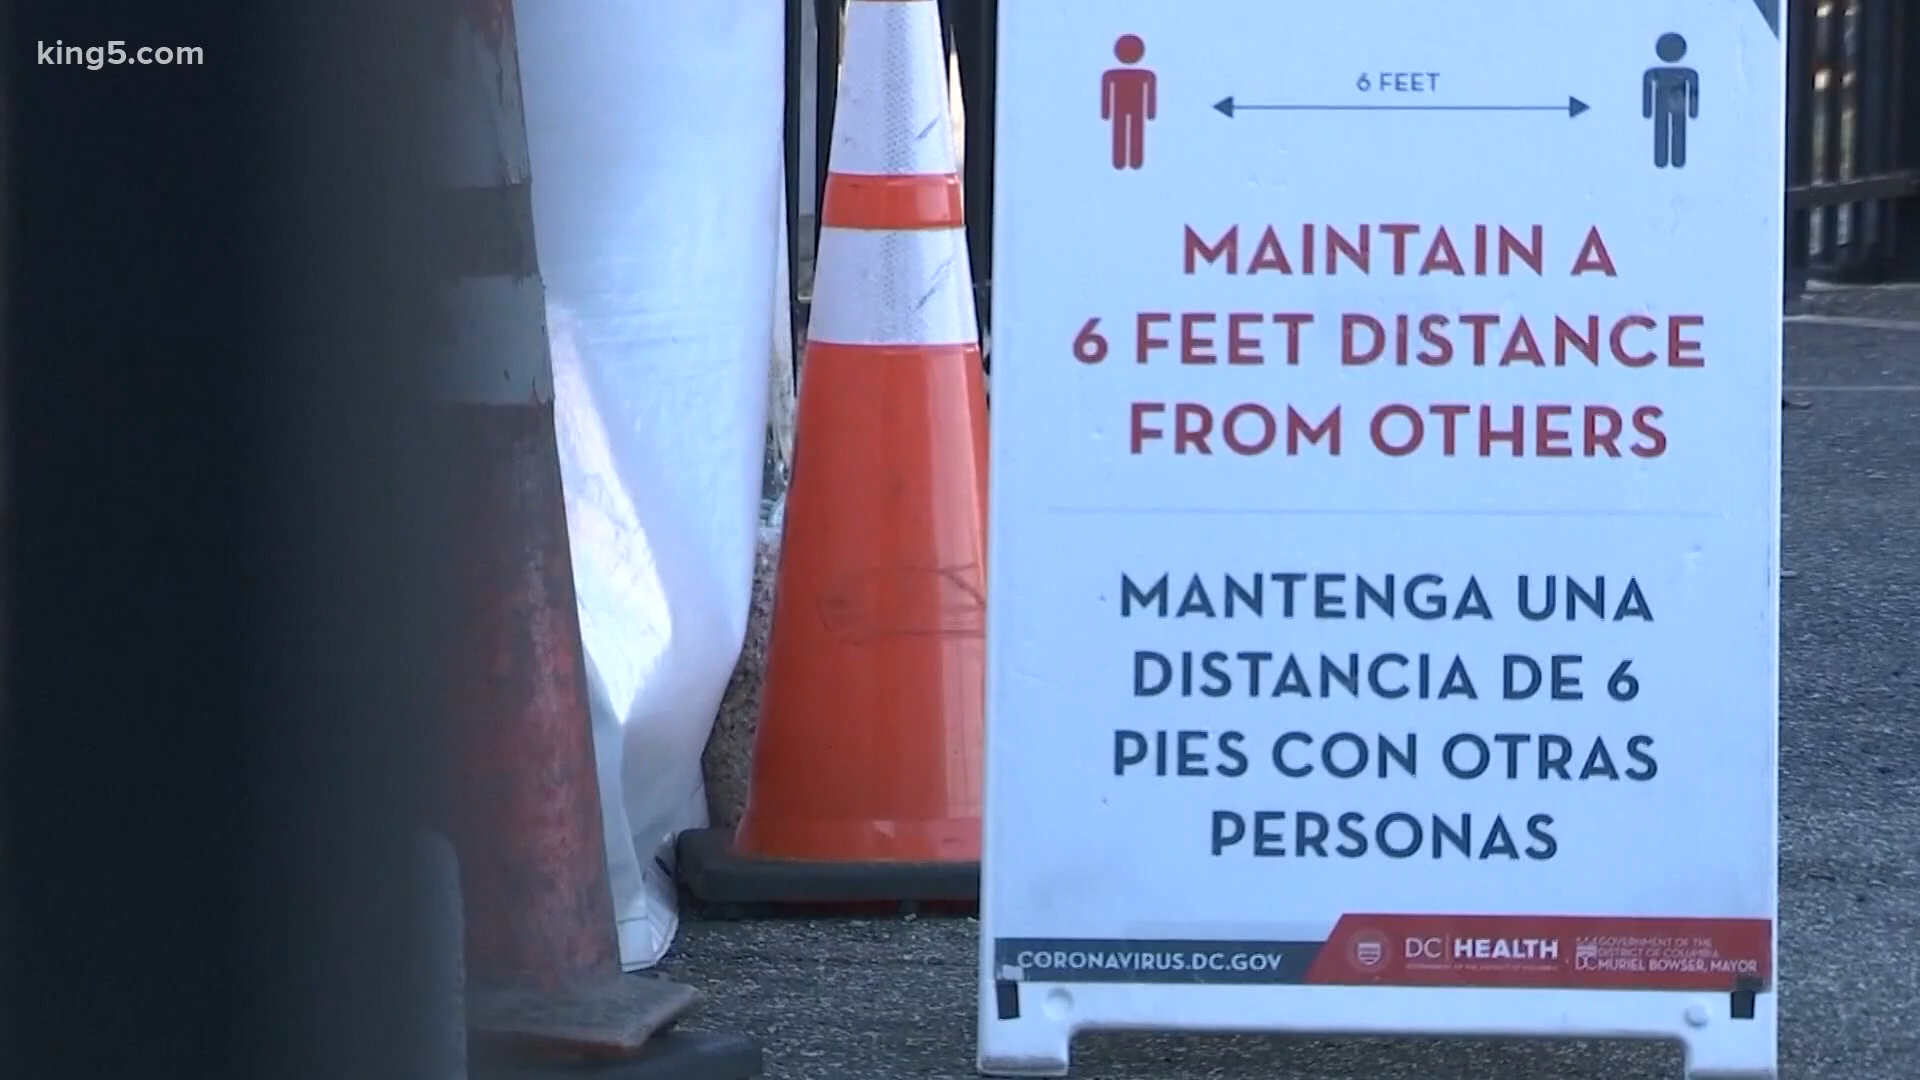 king5.com
6 FEET
MAINTAIN A
6 FEET DISTANCE
FROM OTHERS
MANTENGA UNA
DISTANCIA DE 6
PIES CON OTRAS
PERSONAS
CORONAVIRUS.DC.GOV
DC HEALTH
GOVERNMENT OF THE
DISTRICT OF COLUMBIA
DC MURIEL BOWSER, MAYOR